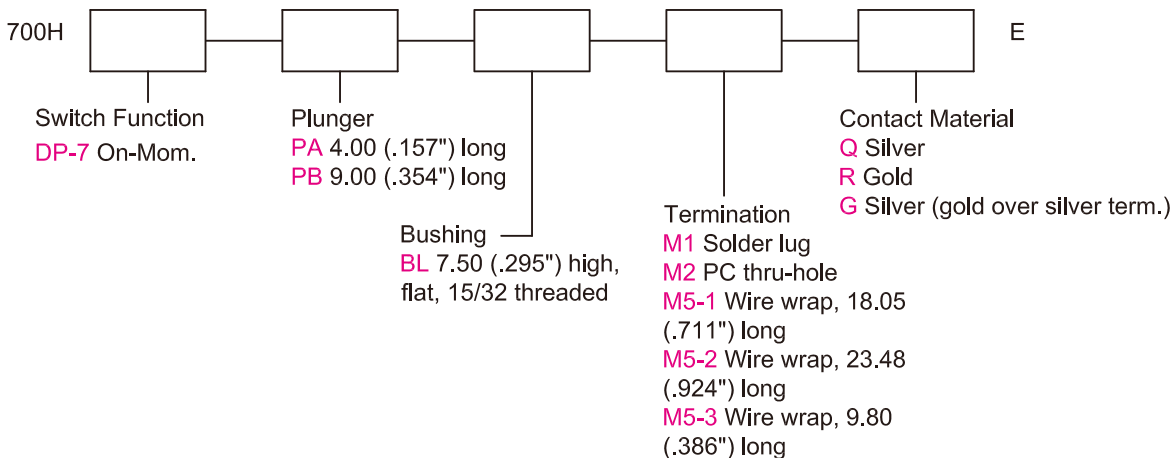 700H
E
Switch Function
DP-7 On-Mom.
Plunger
PA 4.00 (.157") long
PB 9.00 (.354") long
Bushing
BL 7.50 (.295") high,
flat, 15/32 threaded
Termination
M1 Solder lug
M2 PC thru-hole
M5-1 Wire wrap, 18.05
(.711") long
M5-2 Wire wrap, 23.48
(.924") long
M5-3 Wire wrap, 9.80
(.386") long
Contact Material
Q Silver
R Gold
G Silver (gold over silver term.)